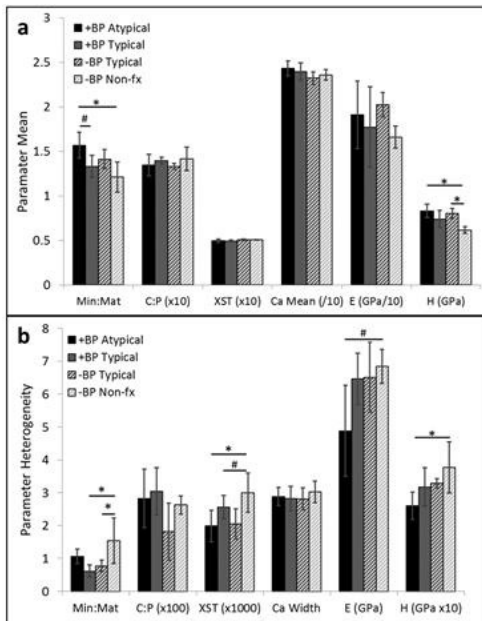 a
+BP Atypical
+BP Typical
-BP Typical
-BP Non-fx
Paramater Mean
3
2.5
2
1.5
1
0.5
0
*
#
*
*
Min:Mat C:P (x10) XST (x10) Ca Mean (/10) E (GPa/10) H (GPa)
b
+BP Atypical
+BP Typical
-BP Typical
-BP Non-fx
Parameter Heterogeneity
8
7
6
5
4
3
2
1
0
#
*
#
*
*
*
Min:Mat C:P (x100) XST (x1000) Ca Width E (GPa) H (GPa x10)